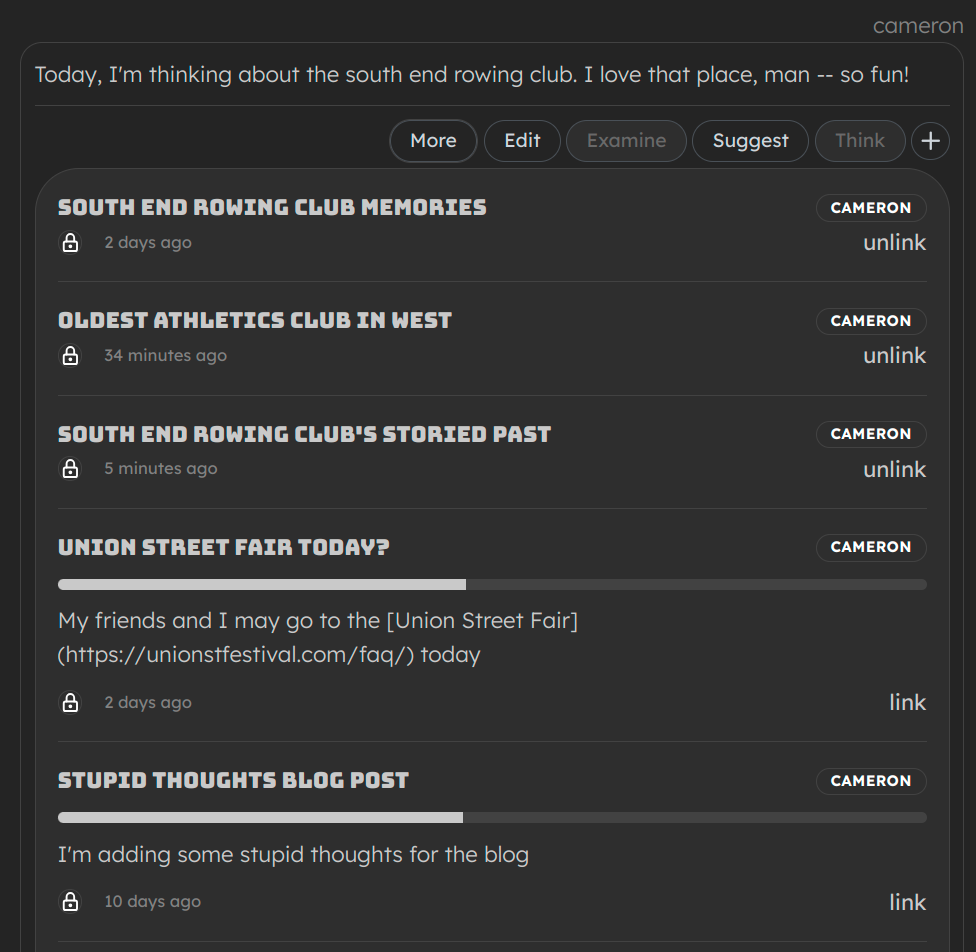 cameron
Today, I'm thinking about the south end rowing club. I love that place, man -- so fun!
More Edit Examine Suggest Think +
SOUTH END ROWING CLUB MEMORIES CAMERON
2 days ago unlink
OLDEST ATHLETICS CLUB IN WEST CAMERON
34 minutes ago unlink
SOUTH END ROWING CLUB'S STORIED PAST CAMERON
5 minutes ago unlink
UNION STREET FAIR TODAY? CAMERON
My friends and I may go to the [Union Street Fair]
(https://unionstfestival.com/faq/) today
2 days ago link
STUPID THOUGHTS BLOG POST CAMERON
I'm adding some stupid thoughts for the blog
10 days ago link